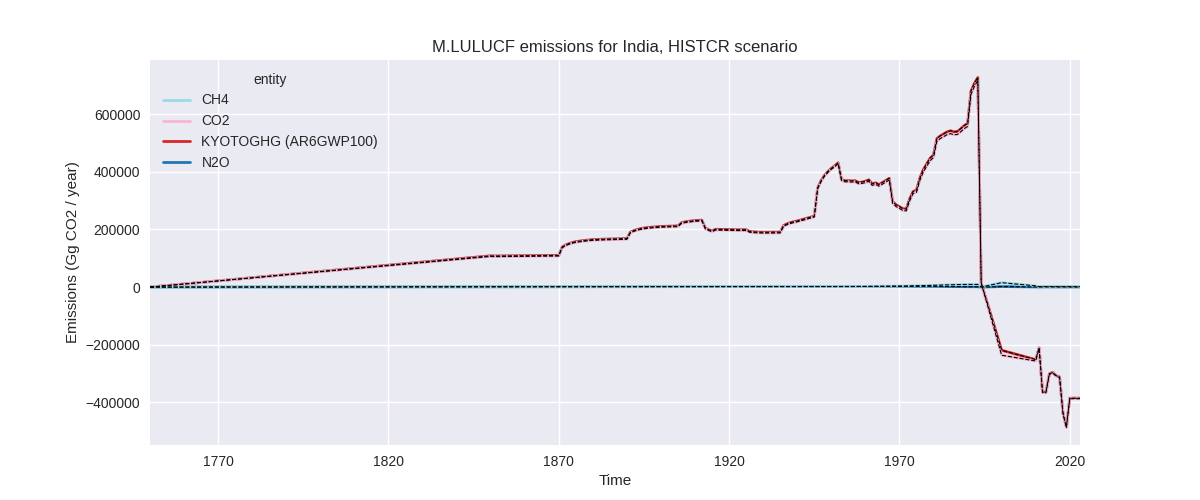 M.LULUCF emissions for India, HISTCR scenario
entity
CH4
CO2
KYOTOGHG (AR6GWP100)
N2O
Emissions (Gg CO2 / year)
600000
400000
200000
0
−200000
−400000
1770
1820
1870
1920
1970
2020
Time